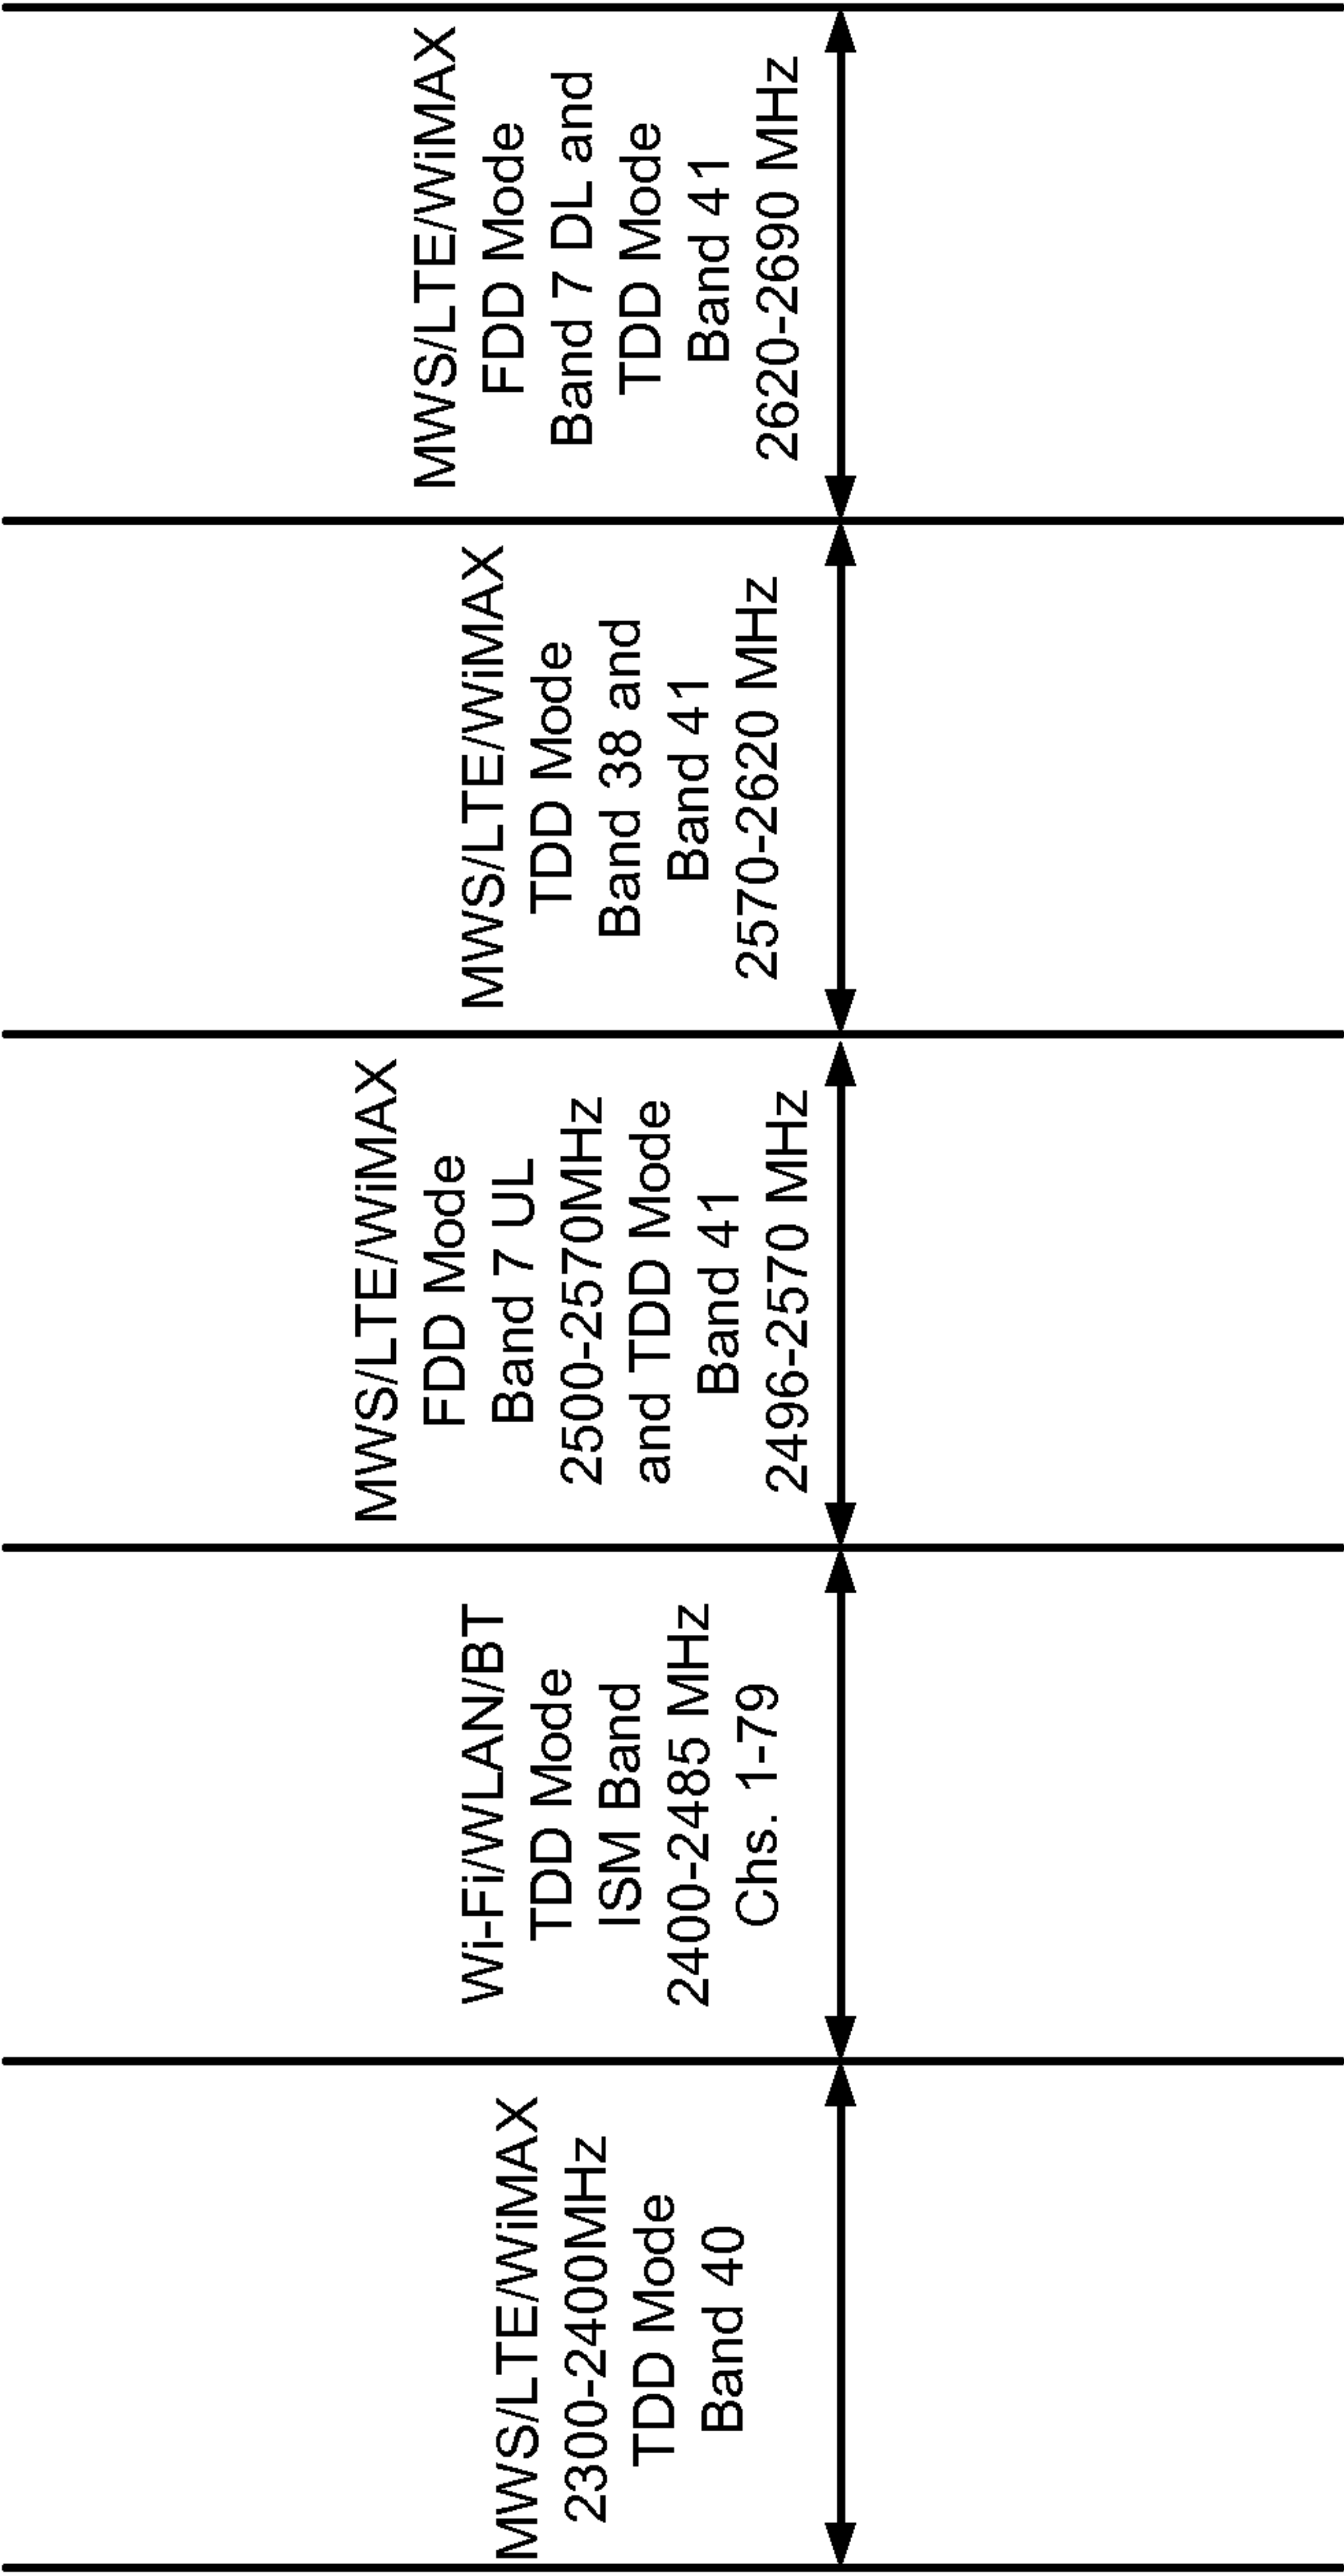 MWS/LTE/WiMAX
2300-2400MHz
TDD Mode
Band 40
Wi-Fi/WLAN/BT
TDD Mode
ISM Band
2400-2485 MHz
Chs. 1-79
MWS/LTE/WiMAX
FDD Mode
Band 7 UL
2500-2570MHz
and TDD Mode
Band 41
2496-2570 MHz
MWS/LTE/WiMAX
TDD Mode
Band 38 and
Band 41
2570-2620 MHz
MWS/LTE/WiMAX
FDD Mode
Band 7 DL and
TDD Mode
Band 41
2620-2690 MHz